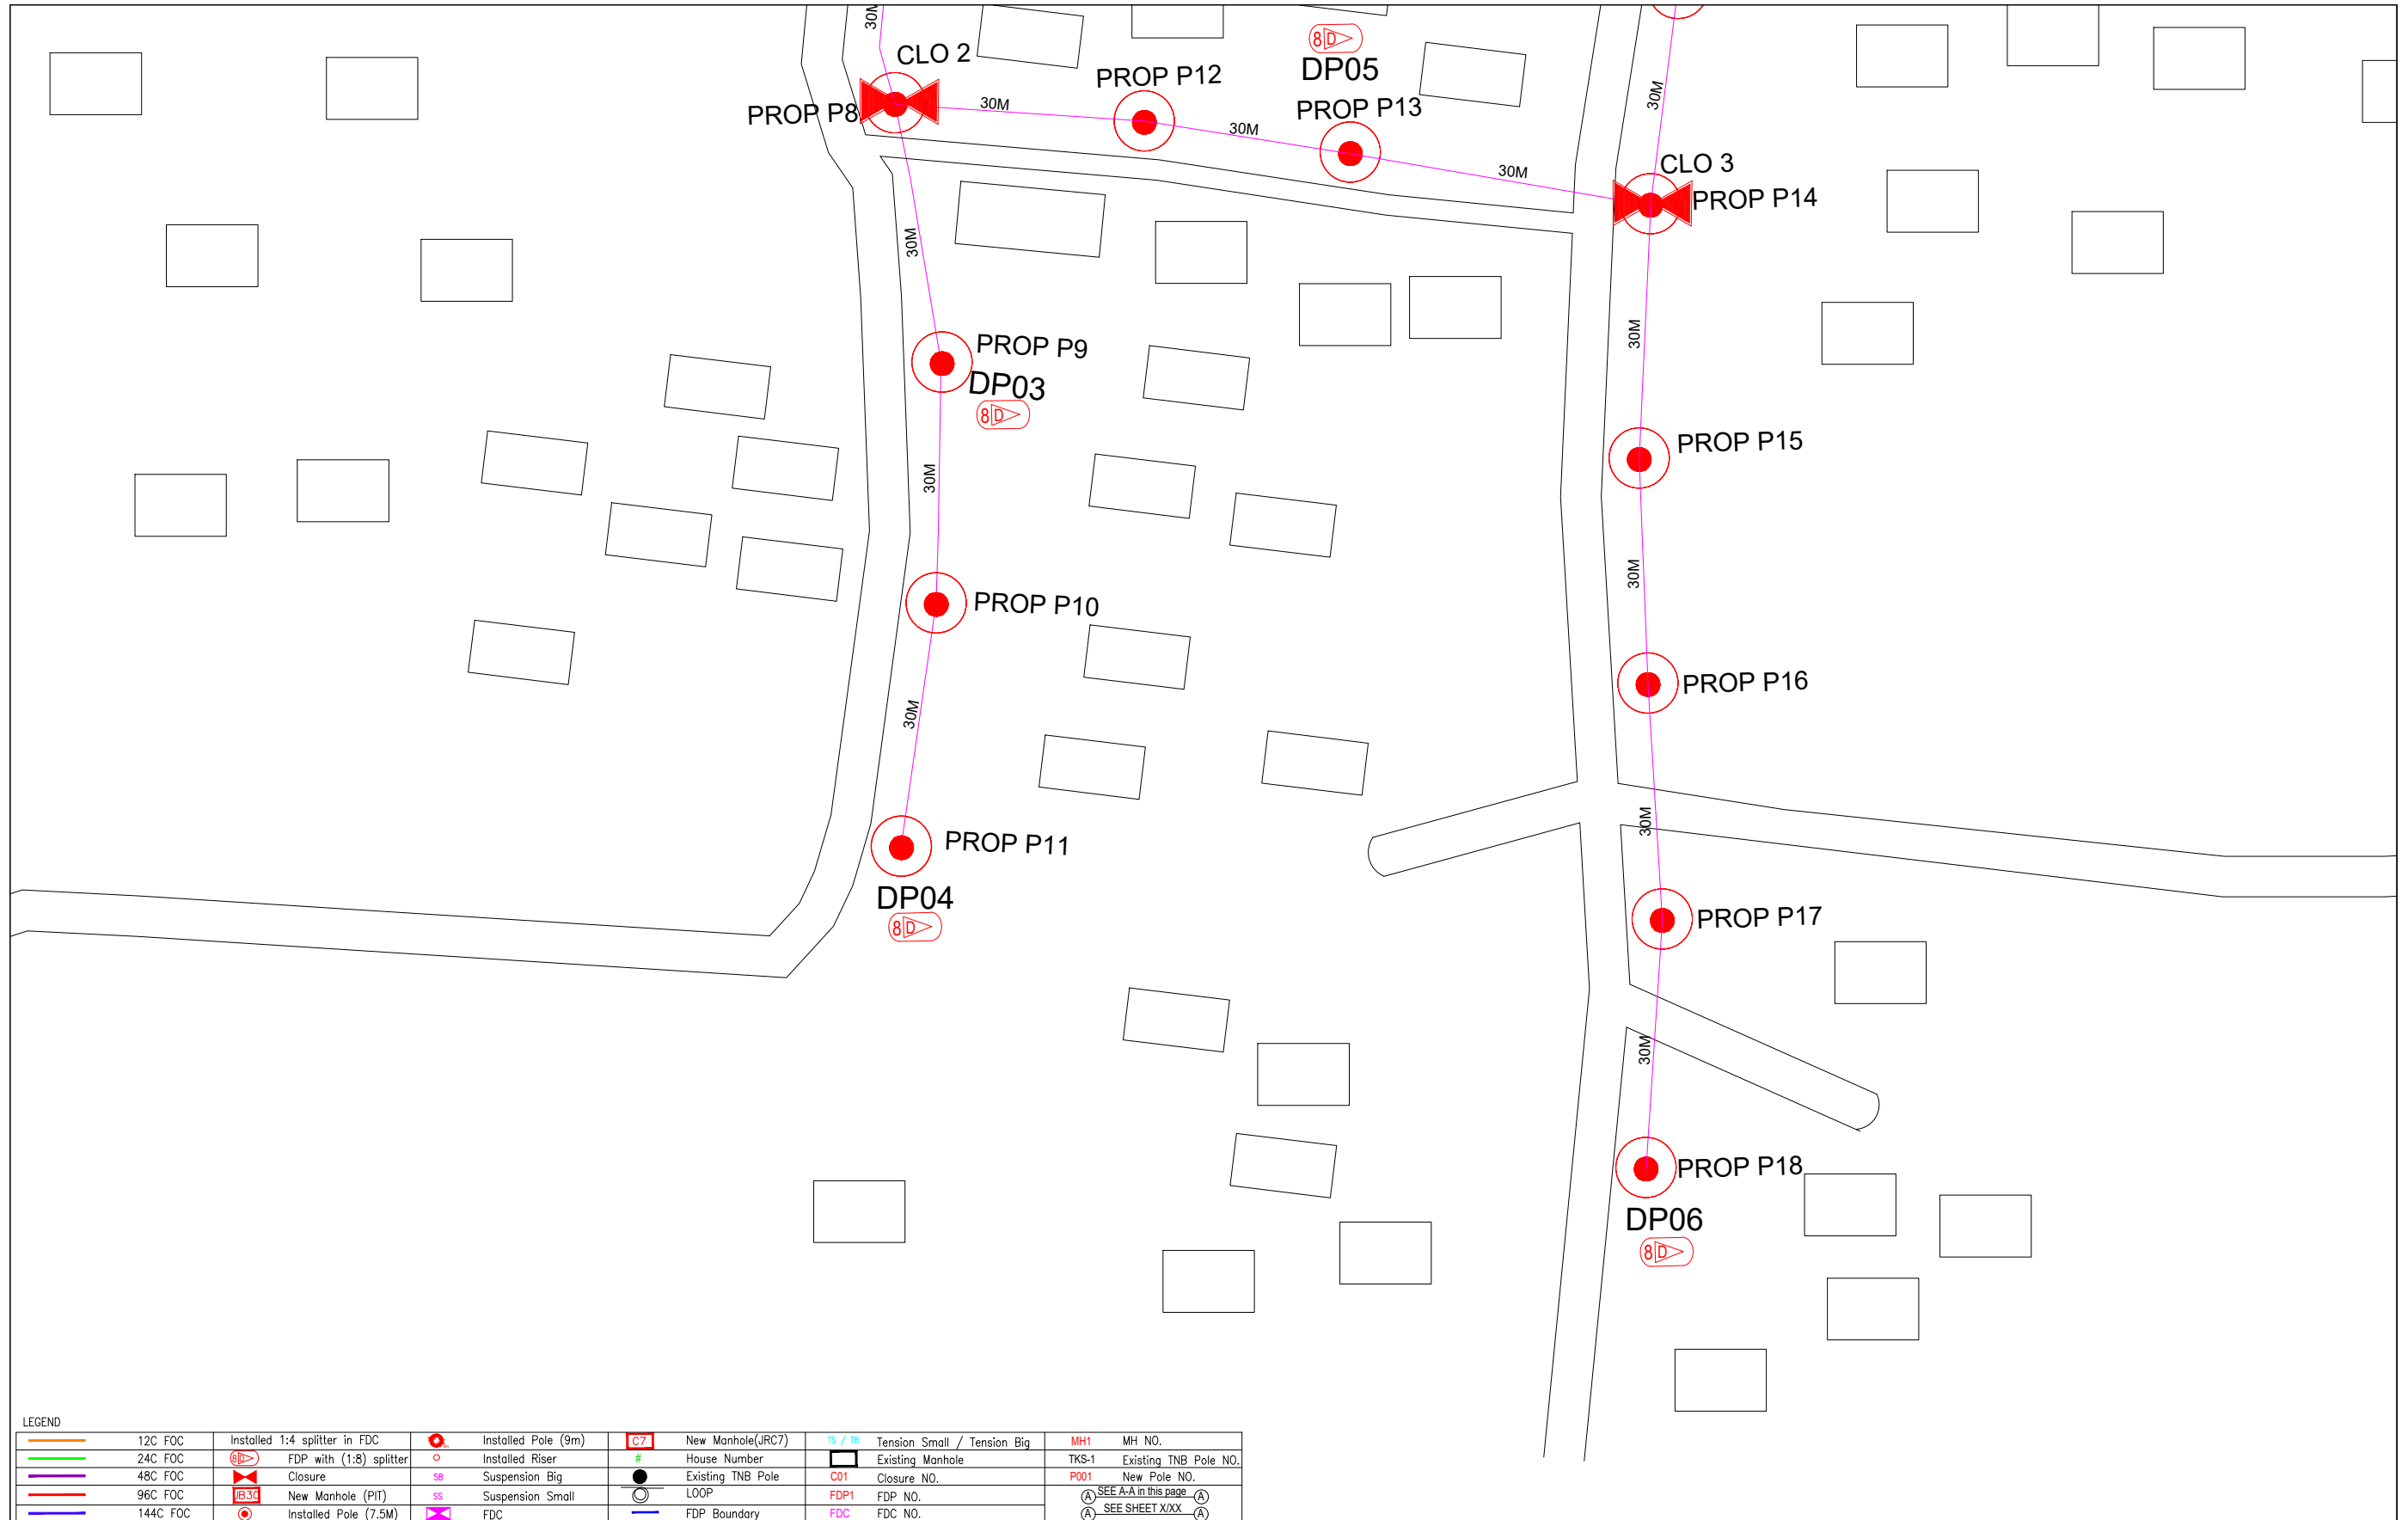 30M
CLO 2
8D
DP05
PROP P12
PROP P8
30M
PROP P13
30M
30M
30M
CLO 3
PROP P14
30M
30M
PROP P9
DP03
8D
30M
PROP P15
30M
PROP P10
PROP P16
30M
30M
PROP P11
DP04
8D
PROP P17
30M
PROP P18
DP06
8D
LEGEND
12C FOC
24C FOC
48C FOC
96C FOC
144C FOC
Installed 1:4 splitter in FDC
8D FDP with (1:8) splitter
Closure
JB30 New Manhole (PIT)
Installed Pole (7.5M)
Installed Pole (9m)
Installed Riser
SB Suspension Big
SS Suspension Small
FDC
C7 New Manhole(JRC7)
# House Number
Existing TNB Pole
LOOP
FDP Boundary
TS / TB Tension Small / Tension Big
Existing Manhole
C01 Closure NO.
FDP1 FDP NO.
FDC FDC NO.
MH1 MH NO.
TKS-1 Existing TNB Pole NO.
P001 New Pole NO.
A SEE A-A in this page A
A SEE SHEET X/XX A